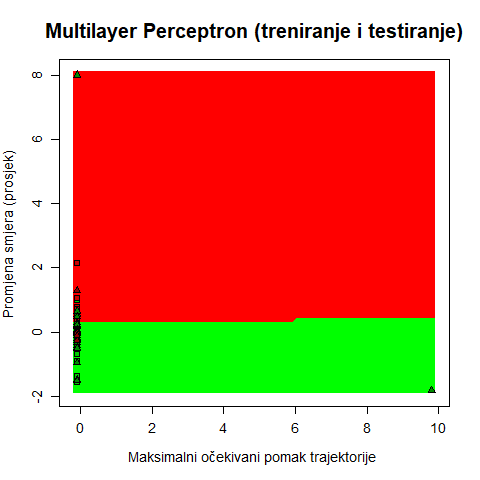 Multilayer Perceptron (treniranje i testiranje)
Promjena smjera (prosjek)
8
6
4
2
0
-2
0 2 4 6 8 10
Maksimalni očekivani pomak trajektorije